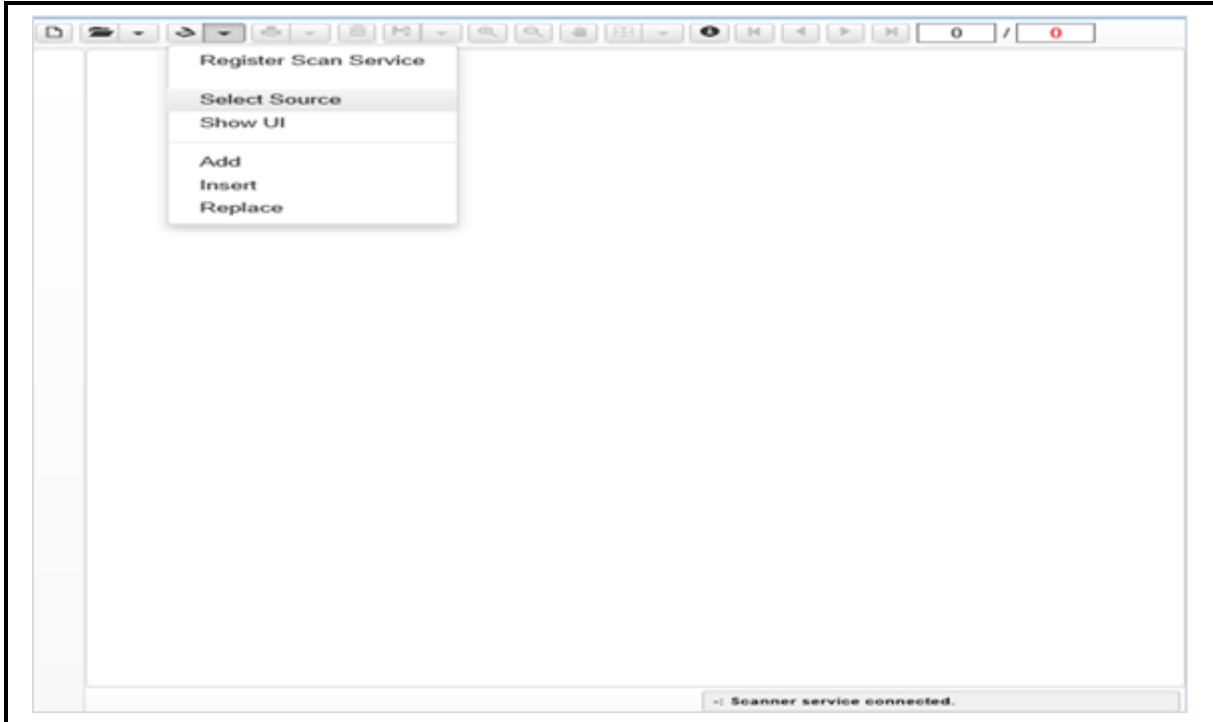 0 / 0
Register Scan Service
Select Source
Show UI
Add
Insert
Replace
Scanner service connected.